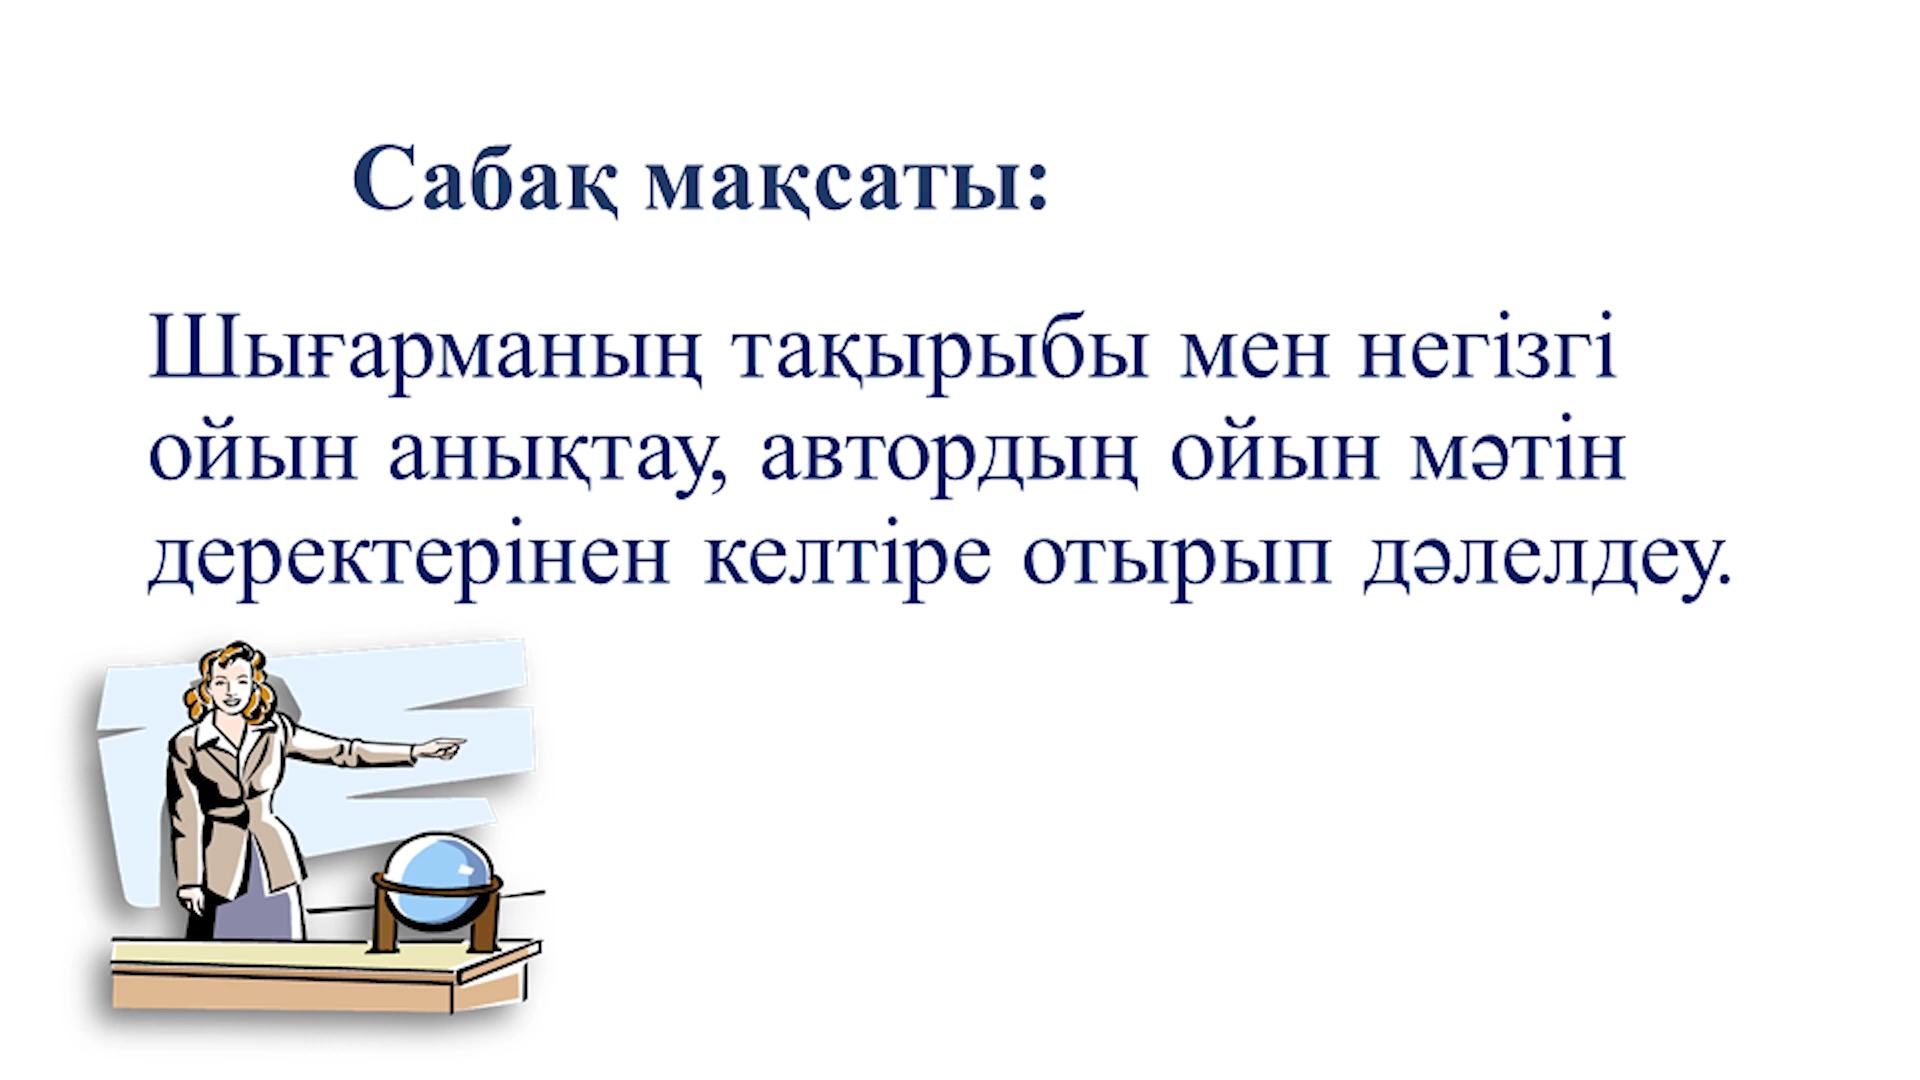 Сабақ мақсаты:
Шығарманың тақырыбы мен негізгі
ойын анықтау, автордың ойын мәтін
деректерінен келтіре отырып дәлелдеу.